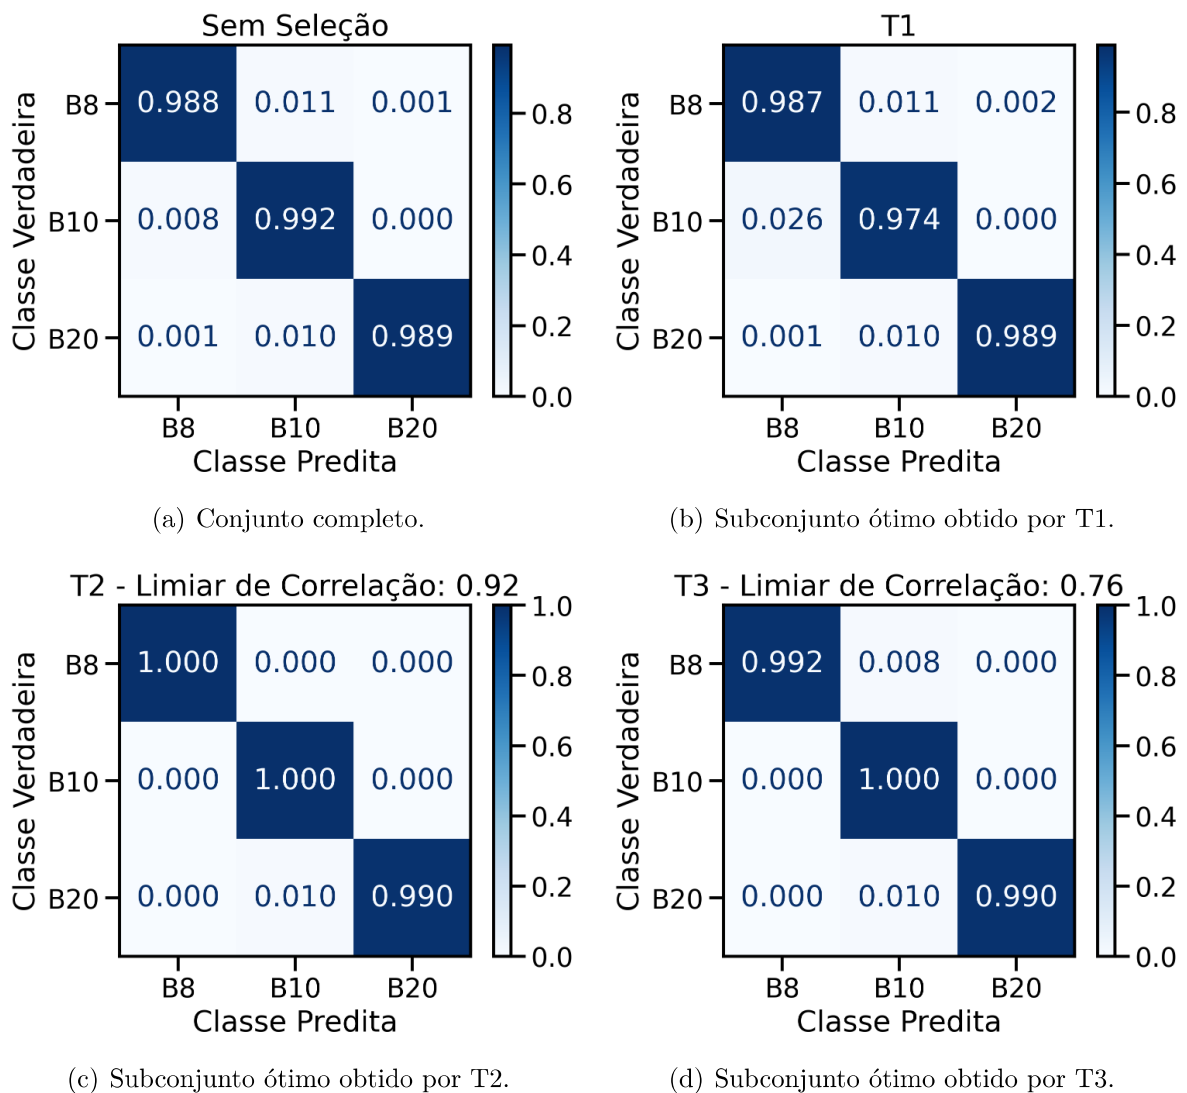 Sem Seleção
Classe Verdadeira
B8 0.988 0.011 0.001
B10 0.008 0.992 0.000
B20 0.001 0.010 0.989
B8 B10 B20
Classe Predita
0.8
0.6
0.4
0.2
0.0
(a) Conjunto completo.
T1
Classe Verdadeira
B8 0.987 0.011 0.002
B10 0.026 0.974 0.000
B20 0.001 0.010 0.989
B8 B10 B20
Classe Predita
0.8
0.6
0.4
0.2
0.0
(b) Subconjunto ótimo obtido por T1.
T2 - Limiar de Correlação: 0.92
Classe Verdadeira
B8 1.000 0.000 0.000
B10 0.000 1.000 0.000
B20 0.000 0.010 0.990
B8 B10 B20
Classe Predita
1.0
0.8
0.6
0.4
0.2
0.0
(c) Subconjunto ótimo obtido por T2.
T3 - Limiar de Correlação: 0.76
Classe Verdadeira
B8 0.992 0.008 0.000
B10 0.000 1.000 0.000
B20 0.000 0.010 0.990
B8 B10 B20
Classe Predita
1.0
0.8
0.6
0.4
0.2
0.0
(d) Subconjunto ótimo obtido por T3.